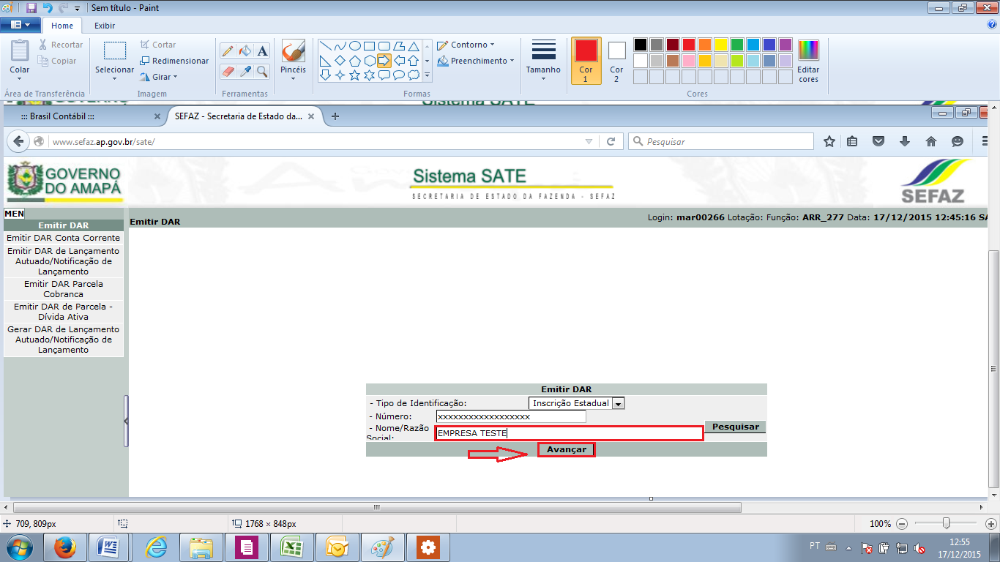 Sem título - Paint
Home Exibir
Colar
Recortar
Copiar
Área de Transferência
Selecionar
Cortar
Redimensionar
Girar
Imagem
A
Ferramentas
Pincéis
Formas
Contorno
Preenchimento
Tamanho
Cor 1
Cor 2
Cores
Editar cores
::: Brasil Contábil :::
SEFAZ - Secretaria de Estado da...
www.sefaz.ap.gov.br/sate/
Pesquisar
GOVERNO
DO AMAPÁ
Sistema SATE
SECRETARIA DE ESTADO DA FAZENDA - SEFAZ
SEFAZ
MEN
Emitir DAR
Emitir DAR Conta Corrente
Emitir DAR de Lançamento
Autuado/Notificação de
Lançamento
Emitir DAR Parcela
Cobranca
Emitir DAR de Parcela -
Dívida Ativa
Gerar DAR de Lançamento
Autuado/Notificação de
Lançamento
Emitir DAR
Login: mar00266 Lotação: Função: ARR_277 Data: 17/12/2015 12:45:16 SA
Emitir DAR
- Tipo de Identificação: Inscrição Estadual
- Número: xxxxxxxxxxxxxxxxxx
- Nome/Razão
Social:
EMPRESA TESTE
Pesquisar
Avançar
709, 809px
1768 × 848px
100%
PT
12:55
17/12/2015